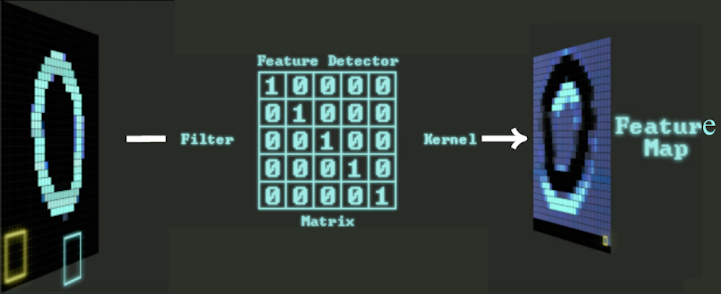 Feature Detector
1 0 0 0 0
0 1 0 0 0
0 0 1 0 0
0 0 0 1 0
0 0 0 0 1
Matrix
Filter
Kernel
Feature
Map